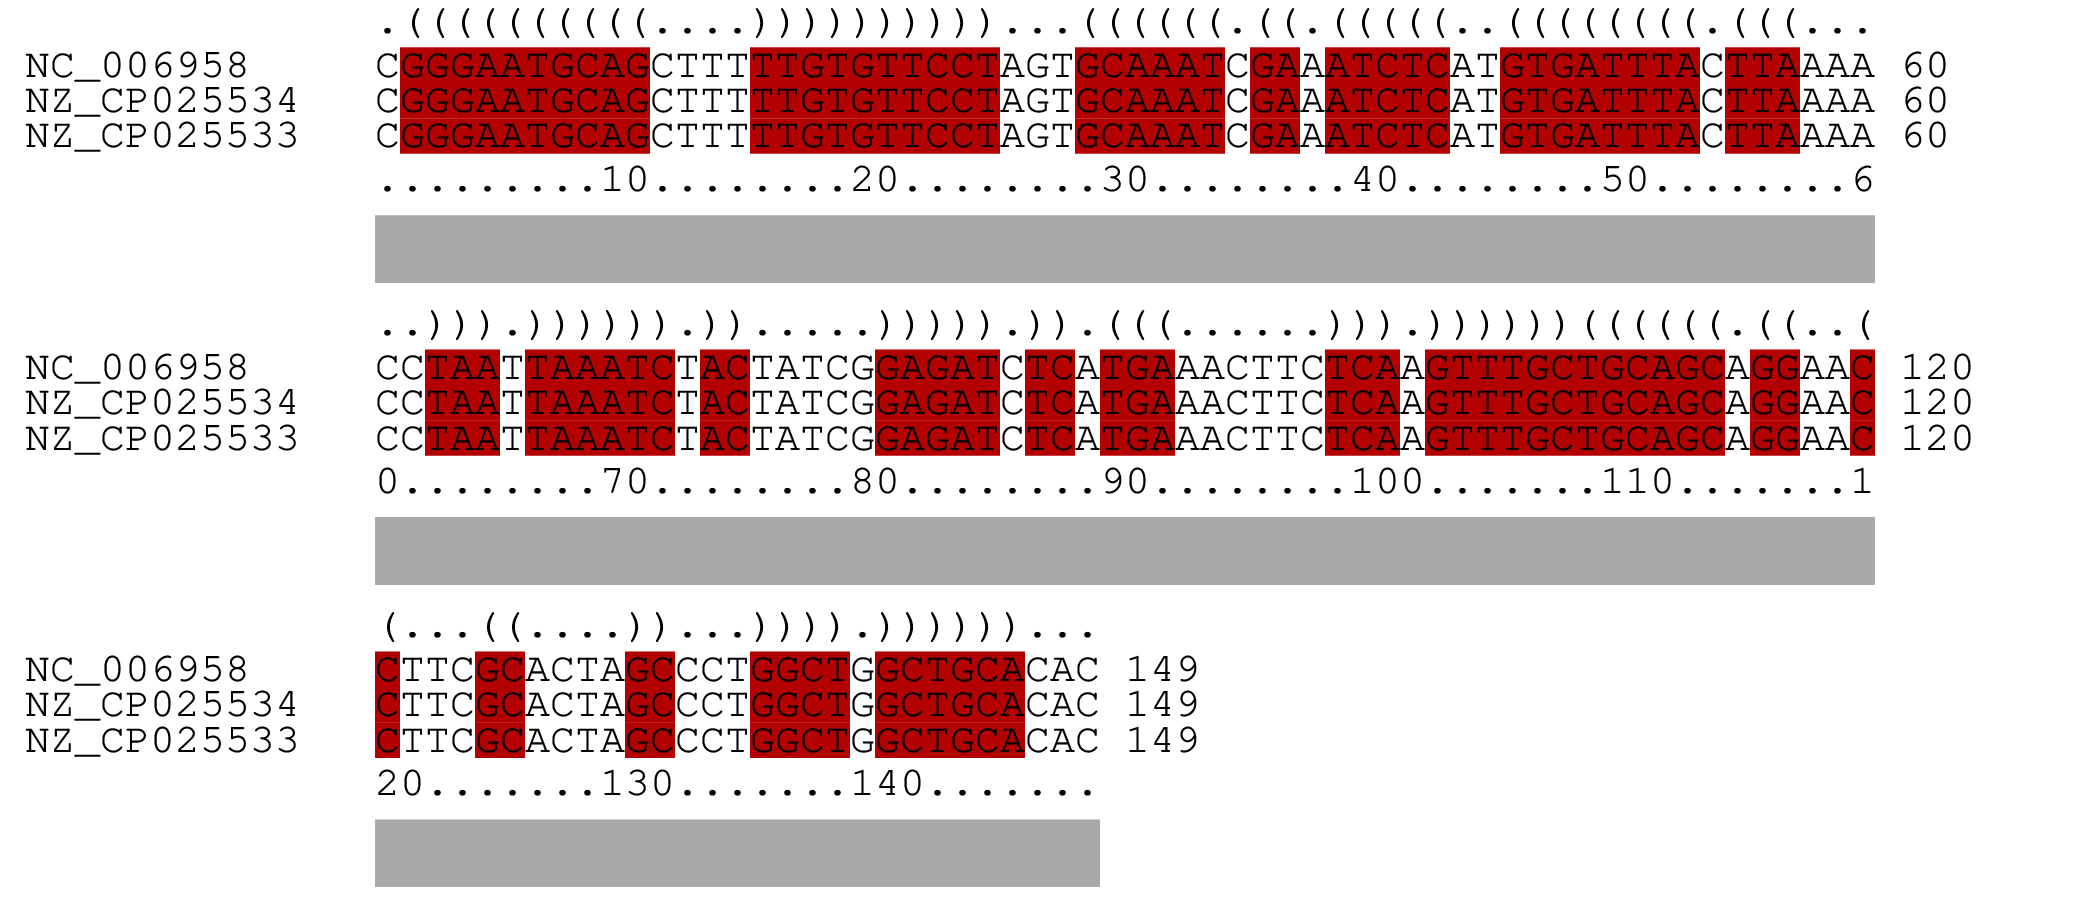 .((((((((((....))))))))))...((((((.((.(((((..((((((((.(((...
NC_006958 CGGGAATGCAGCTTTTTGTGTTCCTAGTGCAAATCGAAATCTCATGTGATTTACTTAAAA 60
NZ_CP025534 CGGGAATGCAGCTTTTTGTGTTCCTAGTGCAAATCGAAATCTCATGTGATTTACTTAAAA 60
NZ_CP025533 CGGGAATGCAGCTTTTTGTGTTCCTAGTGCAAATCGAAATCTCATGTGATTTACTTAAAA 60
.........10........20........30........40........50........6
..))).)))))).)).....))))).)).(((......))).))))))((((((.((..(
NC_006958 CCTAATTAAATCTACTATCGGAGATCTCATGAAACTTCTCAAGTTTGCTGCAGCAGGAAC 120
NZ_CP025534 CCTAATTAAATCTACTATCGGAGATCTCATGAAACTTCTCAAGTTTGCTGCAGCAGGAAC 120
NZ_CP025533 CCTAATTAAATCTACTATCGGAGATCTCATGAAACTTCTCAAGTTTGCTGCAGCAGGAAC 120
0........70........80........90........100.......110.......1
(...((....))...)))).))))))...
NC_006958 CTTCGCACTAGCCCTGGCTGGCTGCACAC 149
NZ_CP025534 CTTCGCACTAGCCCTGGCTGGCTGCACAC 149
NZ_CP025533 CTTCGCACTAGCCCTGGCTGGCTGCACAC 149
20.......130.......140.......